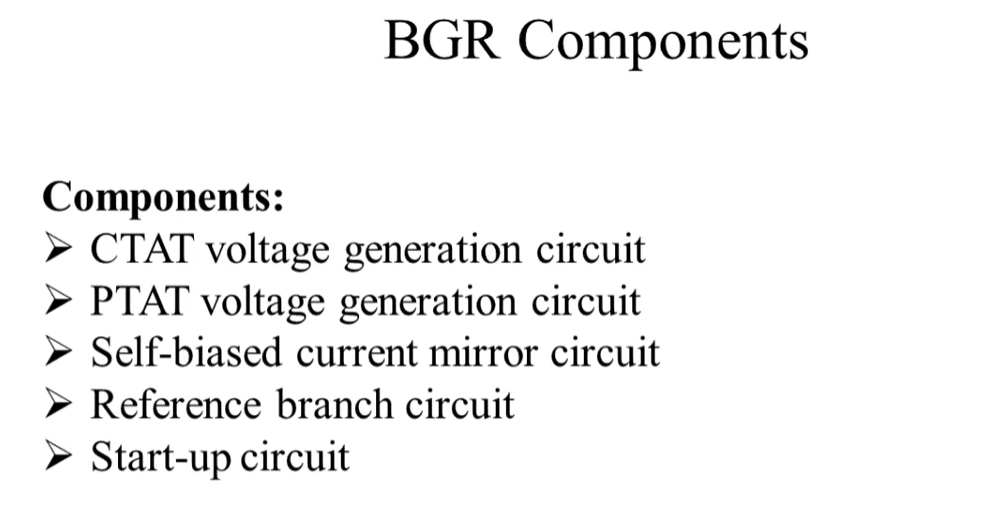 BGR Components
Components:
➢ CTAT voltage generation circuit
➢ PTAT voltage generation circuit
➢ Self-biased current mirror circuit
➢ Reference branch circuit
➢ Start-up circuit